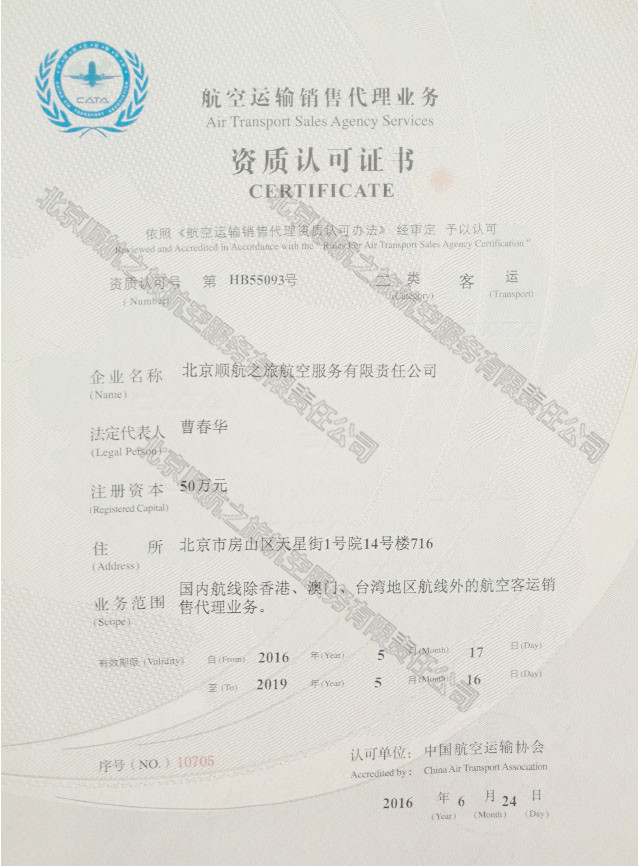 CATA
航空运输销售代理业务
Air Transport Sales Agency Services
资质认可证书
CERTIFICATE
依照《航空运输销售代理资质认可办法》 经审定 予以认可
Reviewed and Accredited in Accordance with the " Rules For Air Transport Sales Agency Certification "
资质认可号 第 HB55093号 二 类 客 运
(Number) (Category) (Transport)
企业名称 北京顺航之旅航空服务有限责任公司
(Name)
法定代表人 曹春华
(Legal Person)
注册资本 50万元
(Registered Capital)
住 所 北京市房山区天星街1号院14号楼716
(Address)
业务范围 国内航线除香港、澳门、台湾地区航线外的航空客运销
(Scope) 售代理业务。
有效期限 (Validity) 自 (From) 2016 年 (Year) 5 月 (Month) 17 日 (Day)
至 (To) 2019 年 (Year) 5 月 (Month) 16 日 (Day)
序号 (NO.) 10705
认可单位: 中国航空运输协会
Accredited by : China Air Transport Association
2016 年 6 月 24 日
(Year) (Month) (Day)
北京顺航之旅航空服务有限责任公司
北京顺航之旅航空服务有限责任公司
北京顺航之旅航空服务有限责任公司